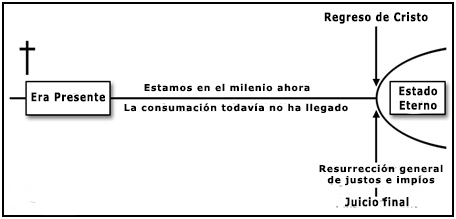 Regreso de Cristo
Era Presente
Estamos en el milenio ahora
La consumación todavía no ha llegado
Estado
Eterno
Resurrección general
de justos e impíos
Juicio final